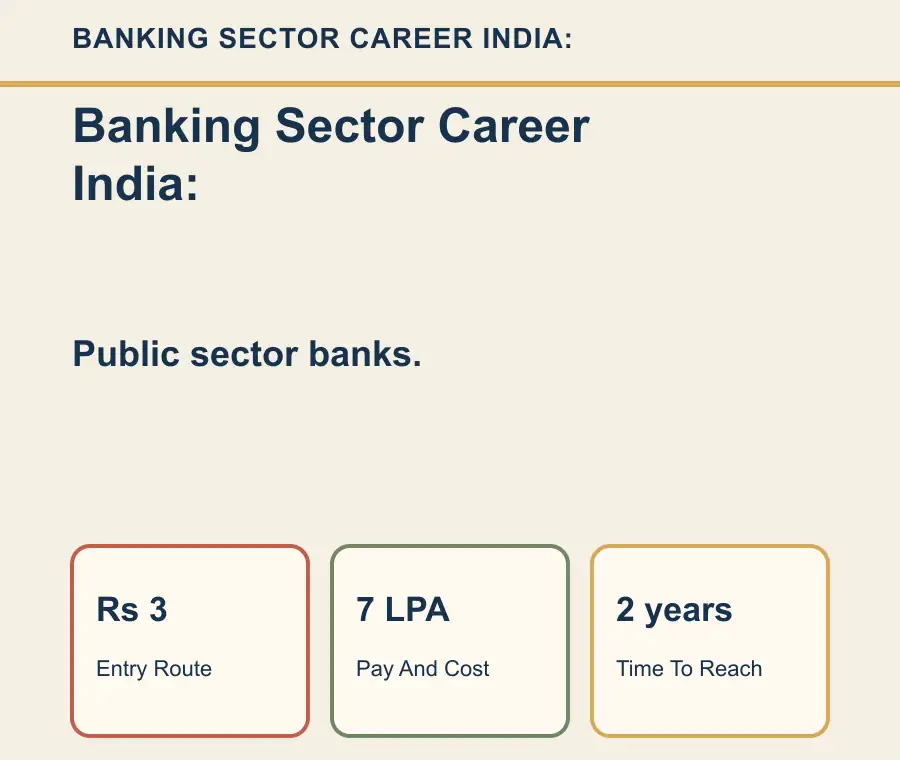 BANKING SECTOR CAREER INDIA:
Banking Sector Career
India:
Public sector banks.
Rs 3
Entry Route
7 LPA
Pay And Cost
2 years
Time To Reach